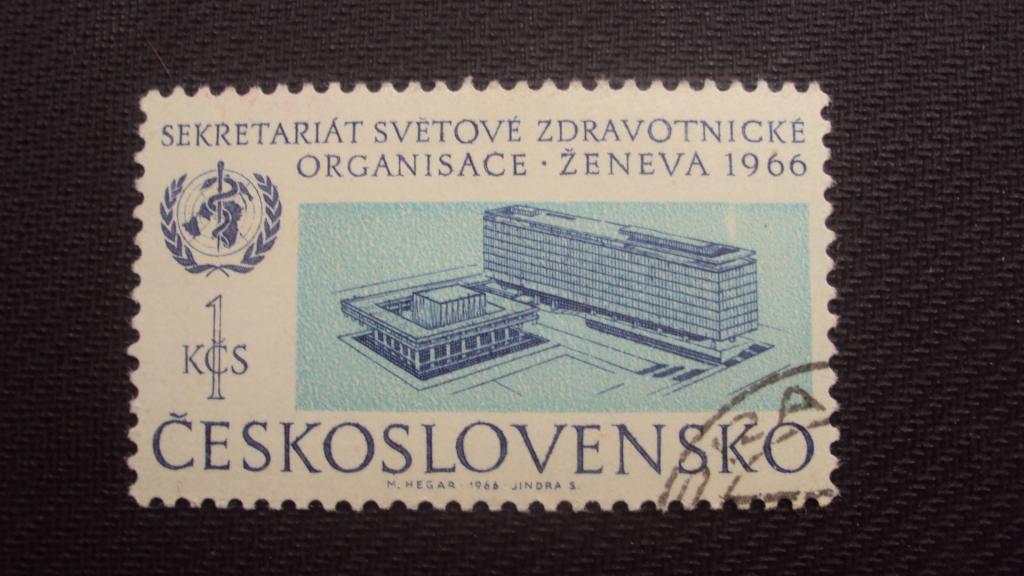 SEKRETARIÁT SVĚTOVÉ ZDRAVOTNICKÉ
ORGANISACE · ŽENEVA 1966
1
KČS
ČESKOSLOVENSKO
M. HEGAR · 1966 · JINDRA S.